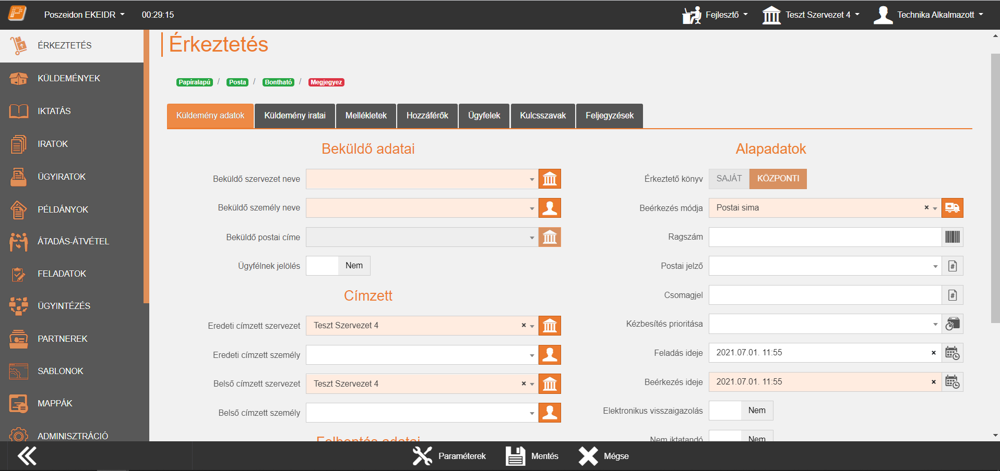 Poszeidon EKEIDR
00:29:15
Fejlesztő
Teszt Szervezet 4
Technika Alkalmazott
ÉRKEZTETÉS
KÜLDEMÉNYEK
IKTATÁS
IRATOK
ÜGYIRATOK
PÉLDÁNYOK
ÁTADÁS-ÁTVÉTEL
FELADATOK
ÜGYINTÉZÉS
PARTNEREK
SABLONOK
MAPPÁK
ADMINISZTRÁCIÓ
Érkeztetés
Papíralapú / Posta / Bontható / Megjegyez
Küldemény adatok
Küldemény iratai
Mellékletek
Hozzáférők
Ügyfelek
Kulcsszavak
Feljegyzések
Beküldő adatai
Beküldő szervezet neve
Beküldő személy neve
Beküldő postai címe
Ügyfélnek jelölés Nem
Címzett
Eredeti címzett szervezet Teszt Szervezet 4 ×
Eredeti címzett személy
Belső címzett szervezet Teszt Szervezet 4 ×
Belső címzett személy
Felbontás adatai
Alapadatok
Érkeztető könyv SAJÁT KÖZPONTI
Beérkezés módja Postai sima ×
Ragszám
Postai jelző #
Csomagjel #
Kézbesítés prioritása
Feladás ideje 2021.07.01. 11:55 ×
Beérkezés ideje 2021.07.01. 11:55 ×
Elektronikus visszaigazolás Nem
Nem iktatandó Nem
Paraméterek
Mentés
Mégse